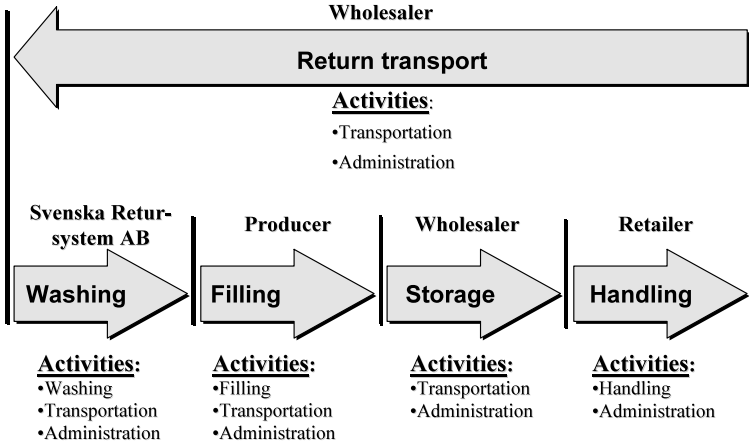 Wholesaler
Return transport
Activities:
•Transportation
•Administration
Svenska Retur-
system AB
Washing
Activities:
•Washing
•Transportation
•Administration
Producer
Filling
Activities:
•Filling
•Transportation
•Administration
Wholesaler
Storage
Activities:
•Transportation
•Administration
Retailer
Handling
Activities:
•Handling
•Administration